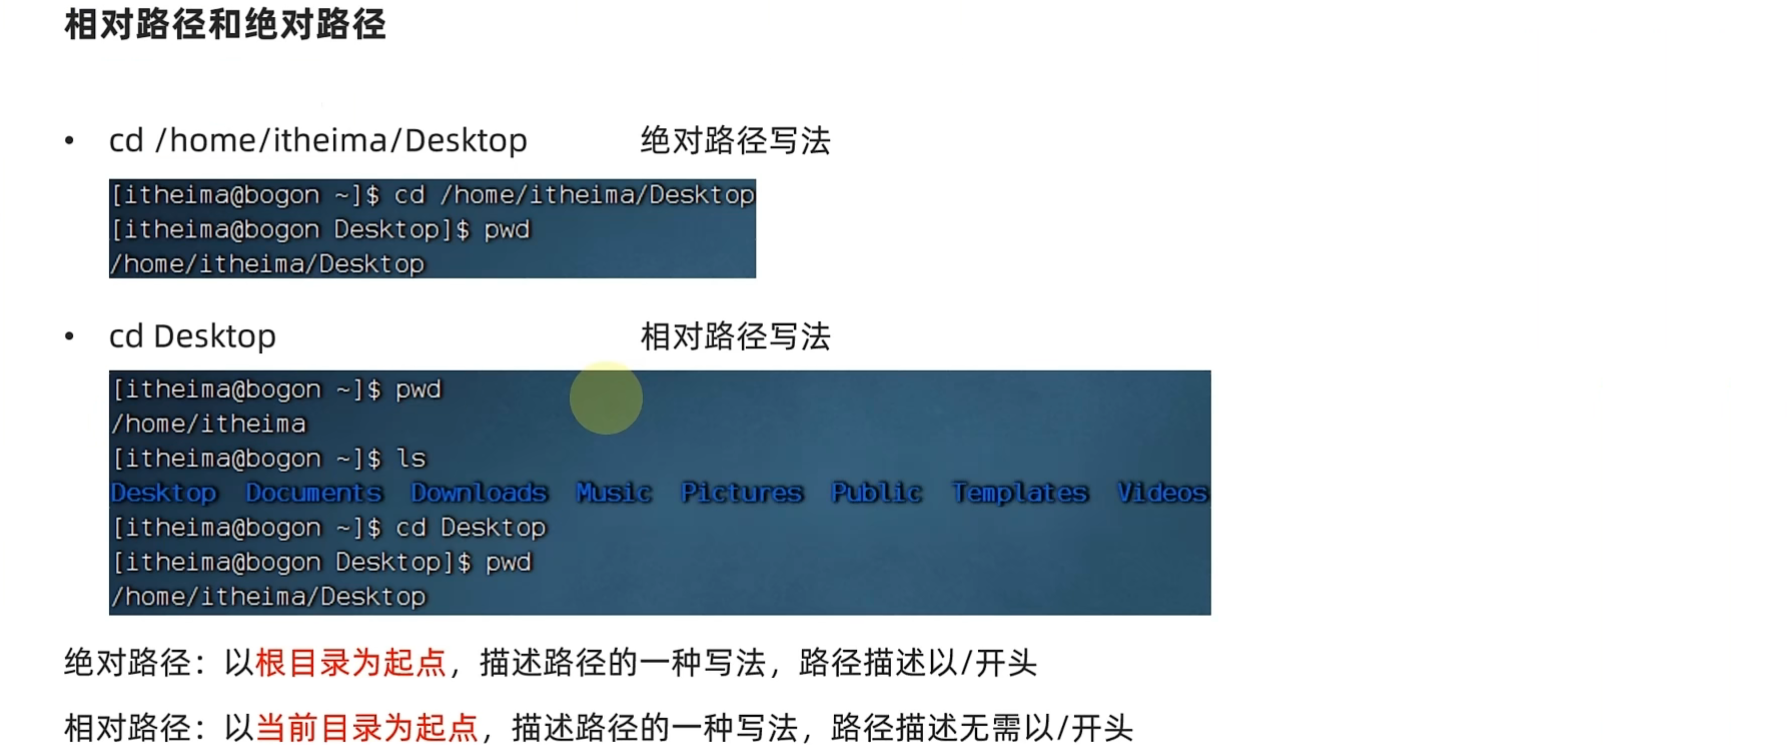 相对路径和绝对路径
• cd /home/itheima/Desktop 绝对路径写法
[itheima@bogon ~]$ cd /home/itheima/Desktop
[itheima@bogon Desktop]$ pwd
/home/itheima/Desktop
• cd Desktop 相对路径写法
[itheima@bogon ~]$ pwd
/home/itheima
[itheima@bogon ~]$ ls
Desktop Documents Downloads Music Pictures Public Templates Videos
[itheima@bogon ~]$ cd Desktop
[itheima@bogon Desktop]$ pwd
/home/itheima/Desktop
绝对路径：以根目录为起点，描述路径的一种写法，路径描述以/开头
相对路径：以当前目录为起点，描述路径的一种写法，路径描述无需以/开头